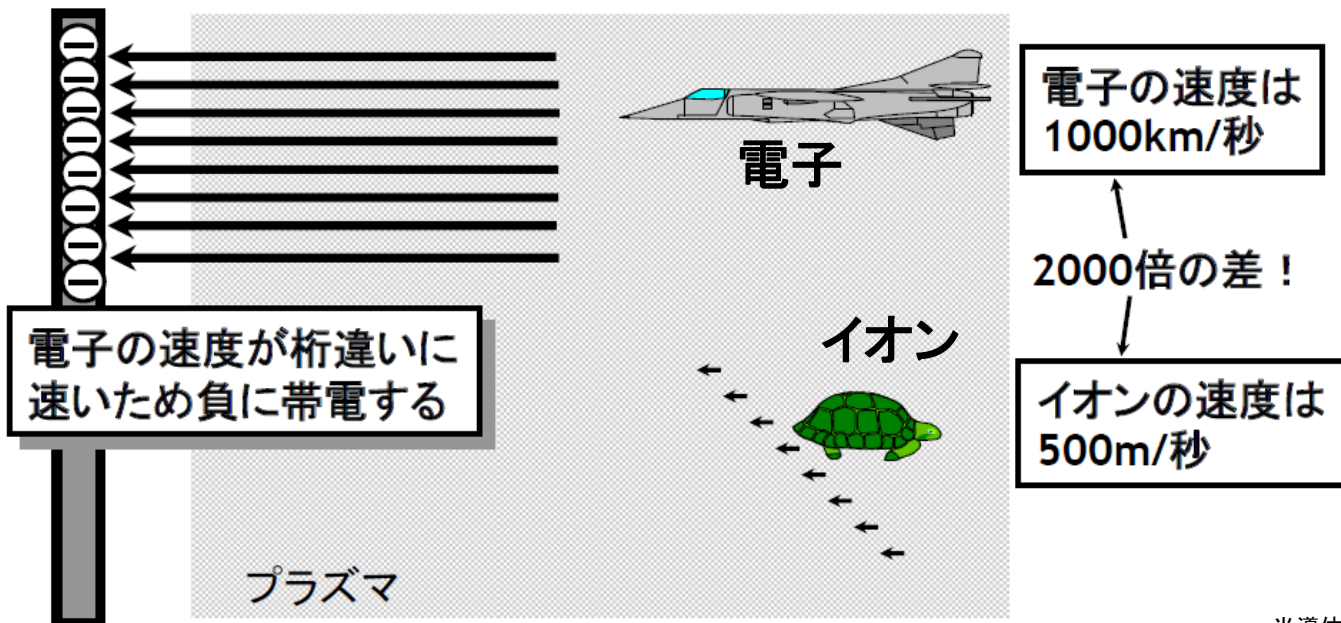 電子の速度は
1000km/秒
電子
2000倍の差！
イオン
電子の速度が桁違いに
速いため負に帯電する
イオンの速度は
500m/秒
プラズマ